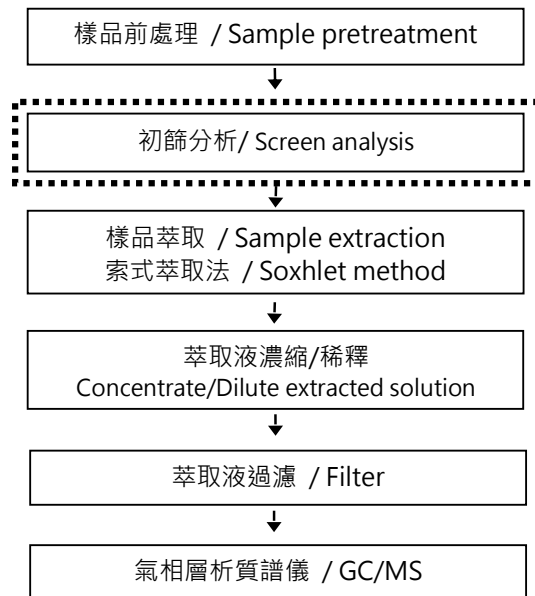 樣品前處理 / Sample pretreatment
初篩分析/ Screen analysis
樣品萃取 / Sample extraction
索式萃取法 / Soxhlet method
萃取液濃縮/稀釋
Concentrate/Dilute extracted solution
萃取液過濾 / Filter
氣相層析質譜儀 / GC/MS